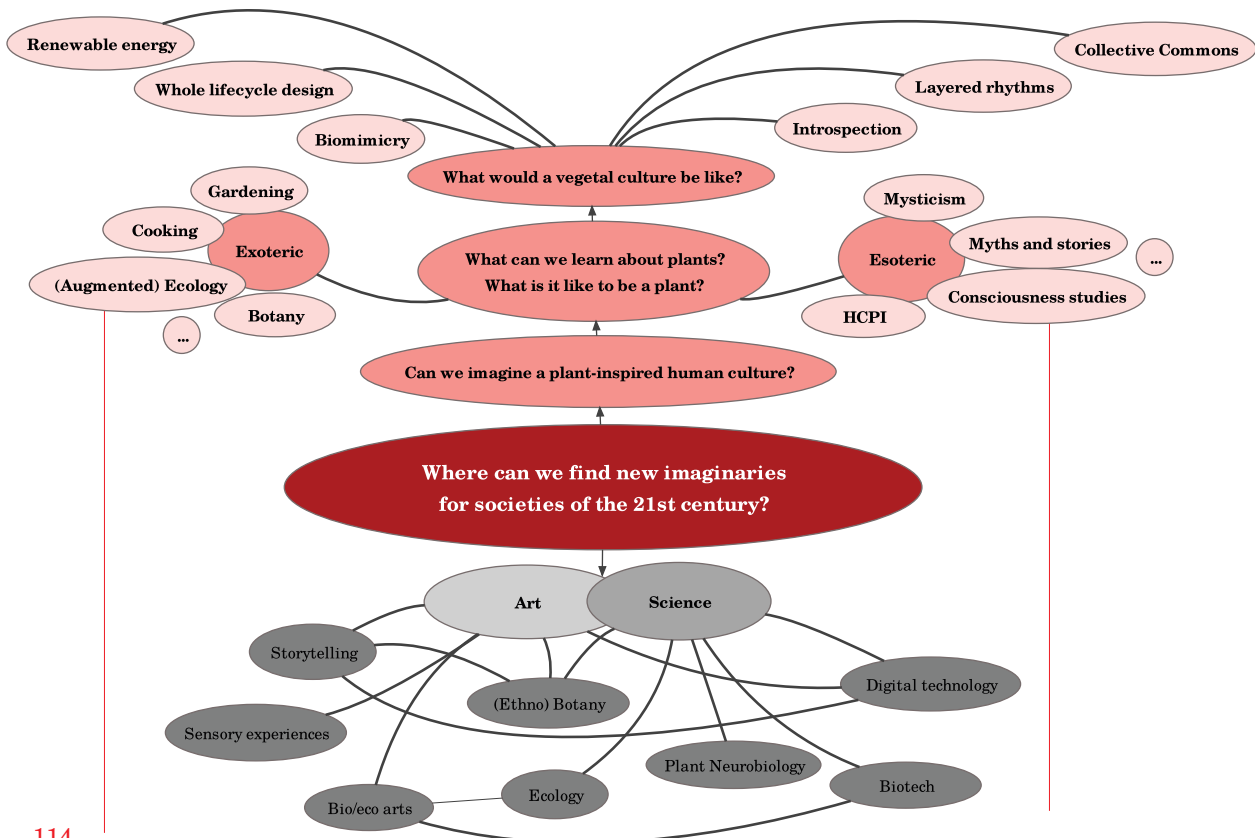 Renewable energy
Collective Commons
Whole lifecycle design
Layered rhythms
Biomimicry
Introspection
What would a vegetal culture be like?
Gardening
Mysticism
Cooking
Exoteric
What can we learn about plants?
What is it like to be a plant?
Esoteric
Myths and stories
...
(Augmented) Ecology
Consciousness studies
Botany
HCPI
...
Can we imagine a plant-inspired human culture?
Where can we find new imaginaries
for societies of the 21st century?
Art
Science
Storytelling
(Ethno) Botany
Digital technology
Sensory experiences
Plant Neurobiology
Bio/eco arts
Ecology
Biotech
114